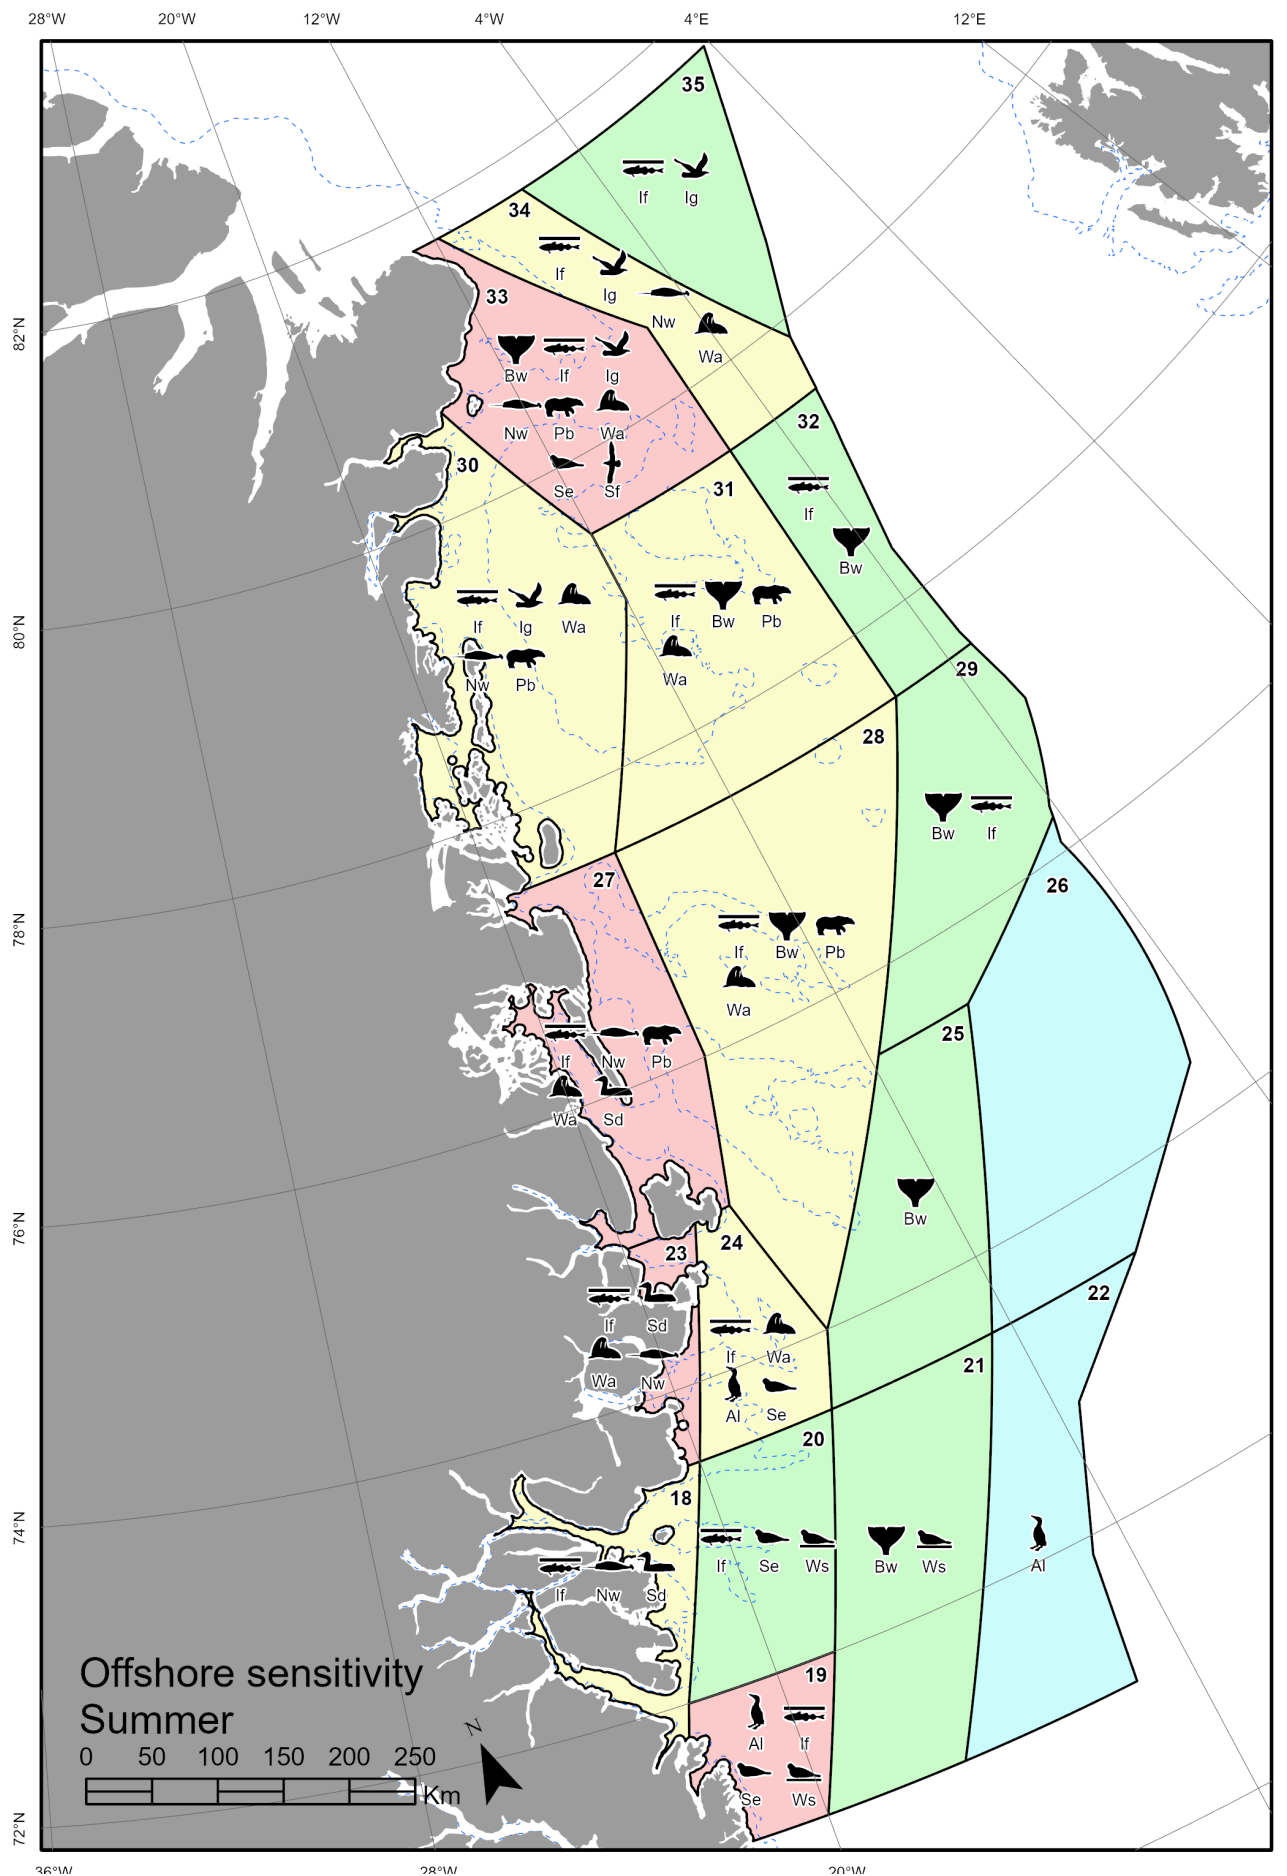 28°W 20°W 12°W 4°W 4°E 12°E
35
If Ig
34
If
Ig
Nw
Wa
33
Bw If Ig
Nw Pb Wa
Se Sf
82°N
32
If
Bw
30
31
If Ig Wa
Nw Pb
If Bw Pb
Wa
80°N
29
28
Bw If
27
26
If Bw Pb
Wa
78°N
If Nw Pb
Wa Sd
25
Bw
76°N
23
24
22
If Sd
Wa Nw
If Wa
Al Se
21
20
18
74°N
If Se Ws
Bw Ws
Al
If Nw Sd
19
Al If
Se Ws
Offshore sensitivity
Summer
0 50 100 150 200 250
Km
N
72°N
36°W 28°W 20°W